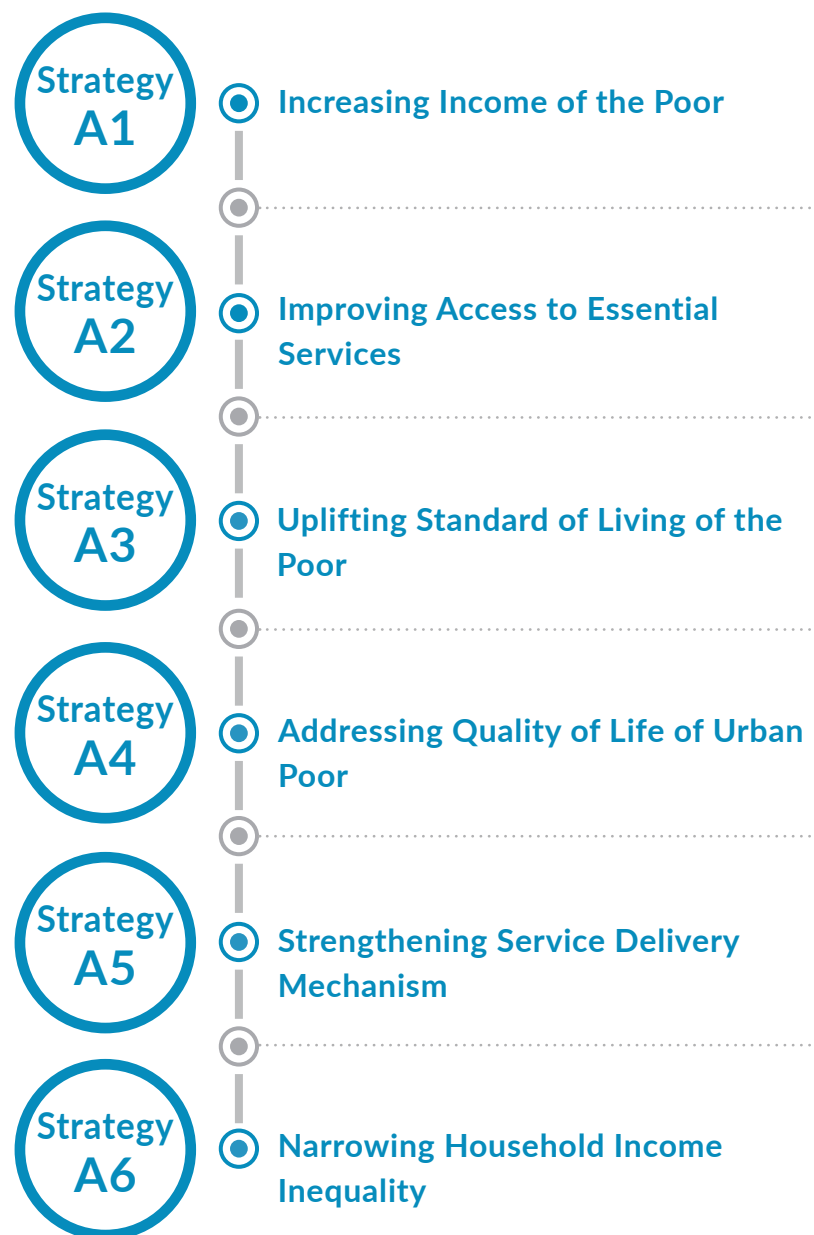 Strategy
A1
Increasing Income of the Poor
Strategy
A2
Improving Access to Essential
Services
Strategy
A3
Uplifting Standard of Living of the
Poor
Strategy
A4
Addressing Quality of Life of Urban
Poor
Strategy
A5
Strengthening Service Delivery
Mechanism
Strategy
A6
Narrowing Household Income
Inequality